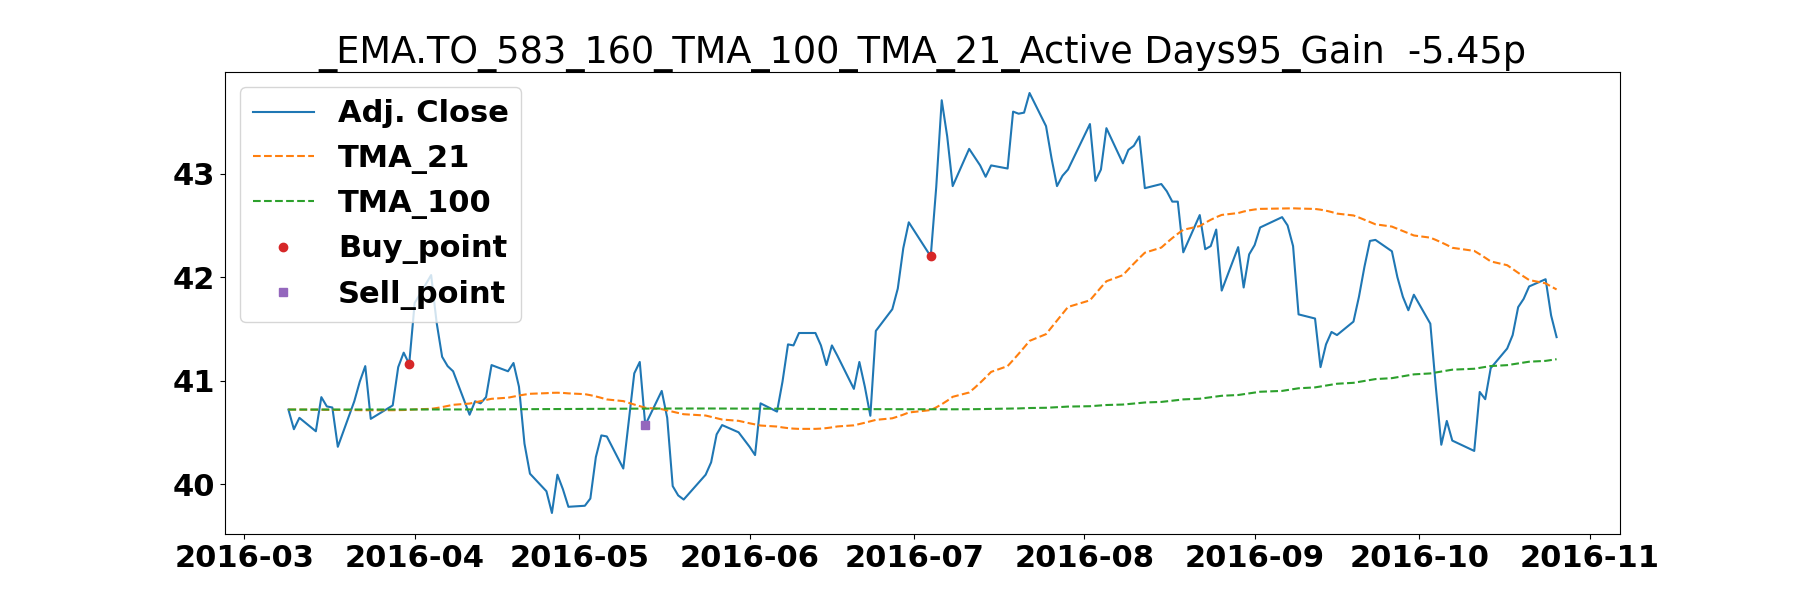 _EMA.TO_583_160_TMA_100_TMA_21_Active Days95_Gain  -5.45p
Adj. Close
TMA_21
TMA_100
Buy_point
Sell_point
43
42
41
40
2016-03 2016-04 2016-05 2016-06 2016-07 2016-08 2016-09 2016-10 2016-11